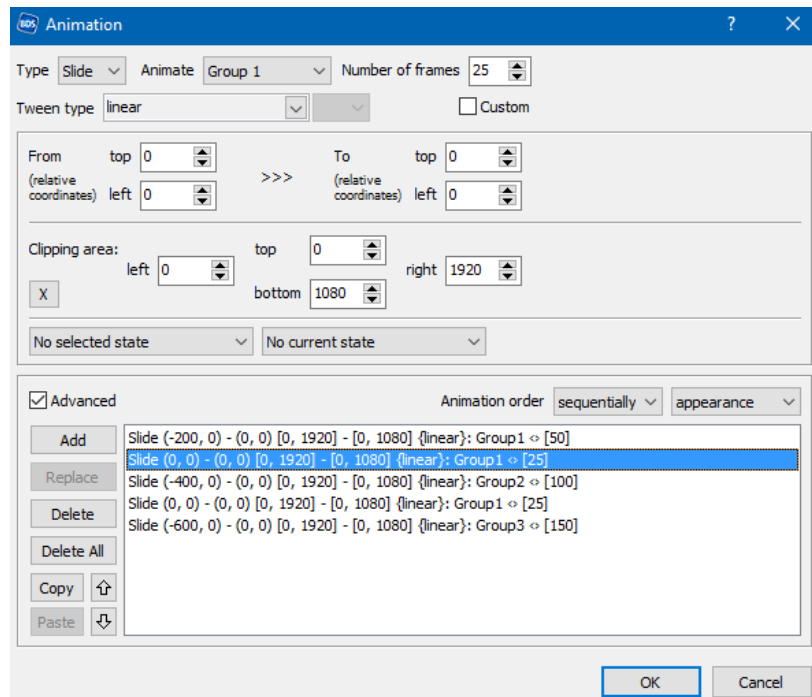 BDS Animation ? X
Type Slide Animate Group 1 Number of frames 25
Tween type linear Custom
From top 0 To top 0
(relative coordinates) left 0 >>> (relative coordinates) left 0
Clipping area: left 0 top 0 right 1920
X bottom 1080
No selected state No current state
Advanced Animation order sequentially appearance
Add
Replace
Delete
Delete All
Copy
Paste
Slide (-200, 0) - (0, 0) [0, 1920] - [0, 1080] {linear}: Group1 <> [50]
Slide (0, 0) - (0, 0) [0, 1920] - [0, 1080] {linear}: Group1 <> [25]
Slide (-400, 0) - (0, 0) [0, 1920] - [0, 1080] {linear}: Group2 <> [100]
Slide (0, 0) - (0, 0) [0, 1920] - [0, 1080] {linear}: Group1 <> [25]
Slide (-600, 0) - (0, 0) [0, 1920] - [0, 1080] {linear}: Group3 <> [150]
OK Cancel